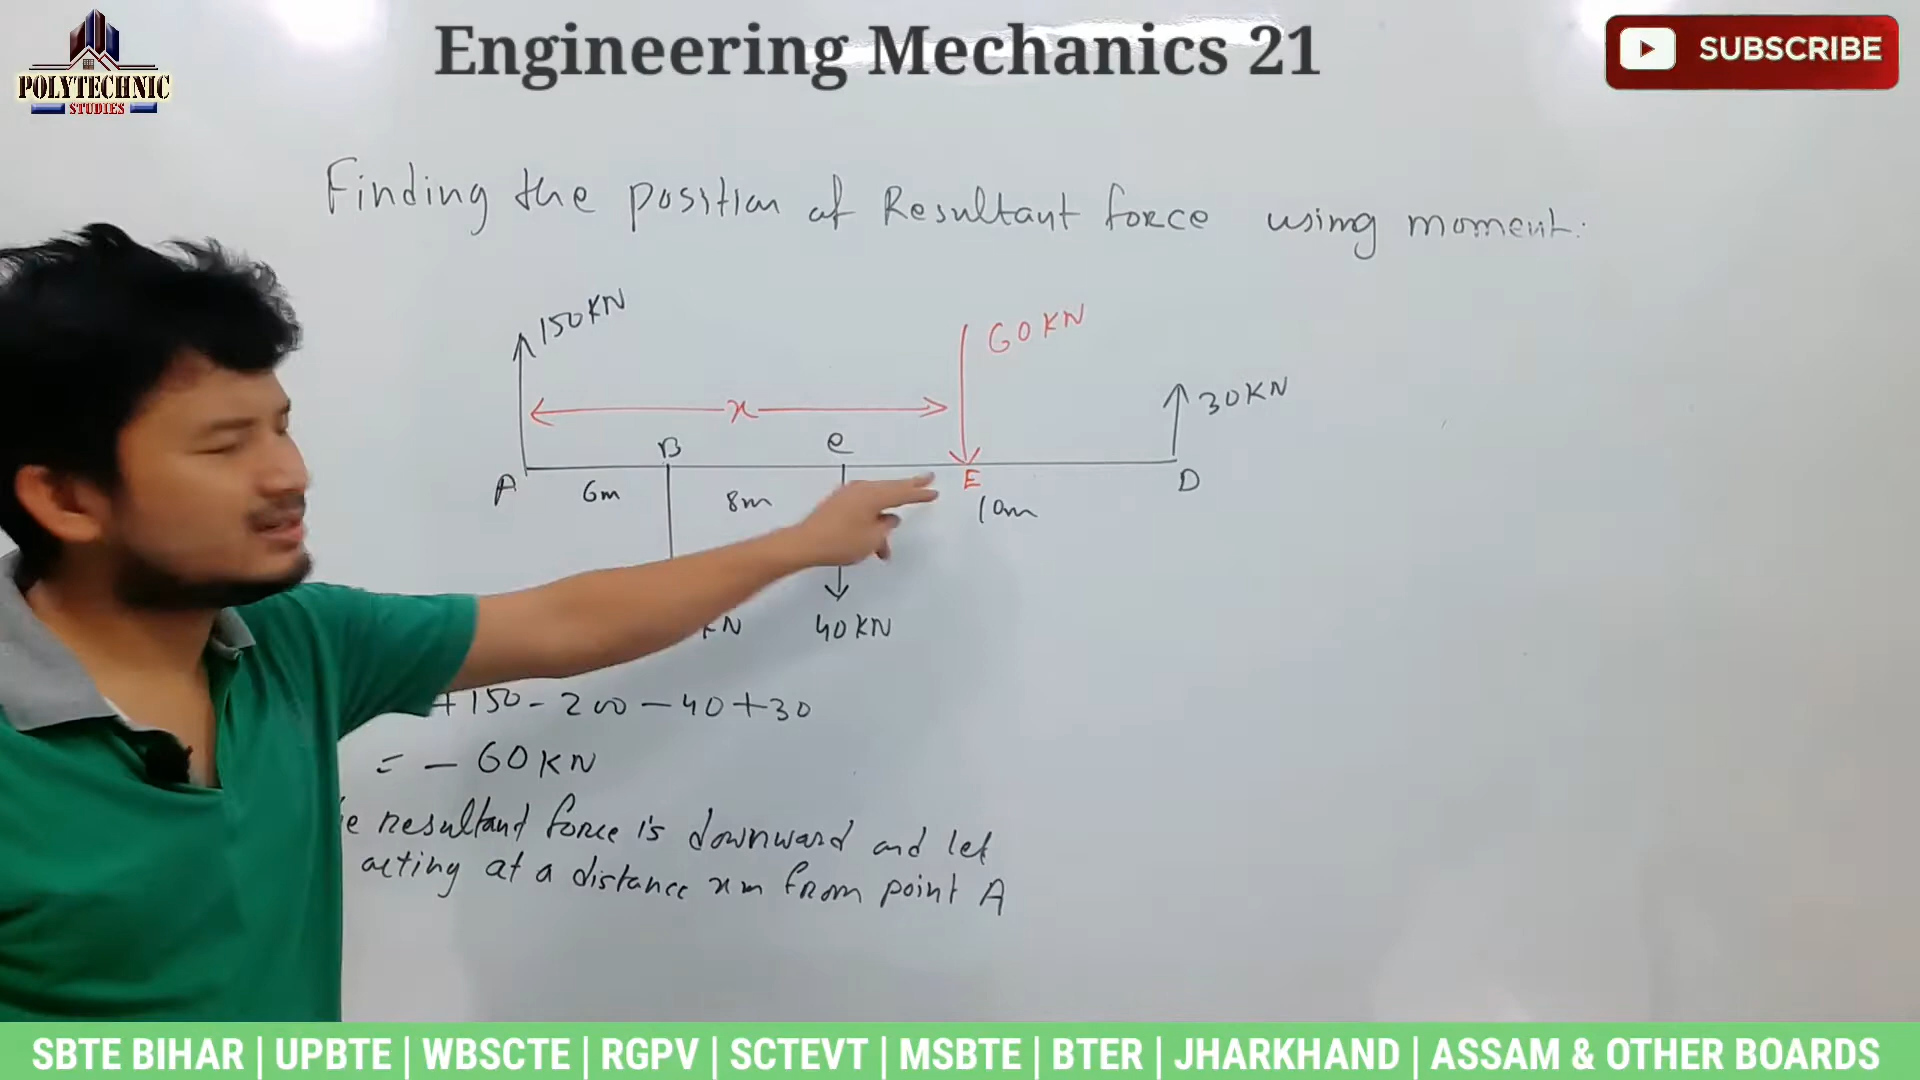 Engineering Mechanics 21
POLYTECHNIC
STUDIES
SUBSCRIBE
Finding the position of Resultant force using moment:
150KN
60KN
30KN
x
B
C
A
6m
8m
E
10m
D
KN
40KN
+150-200-40+30
= -60KN
resultant force is downward and let
acting at a distance xm from point A
SBTE BIHAR | UPBTE | WBSCTE | RGPV | SCTEVT | MSBTE | BTER | JHARKHAND | ASSAM & OTHER BOARDS